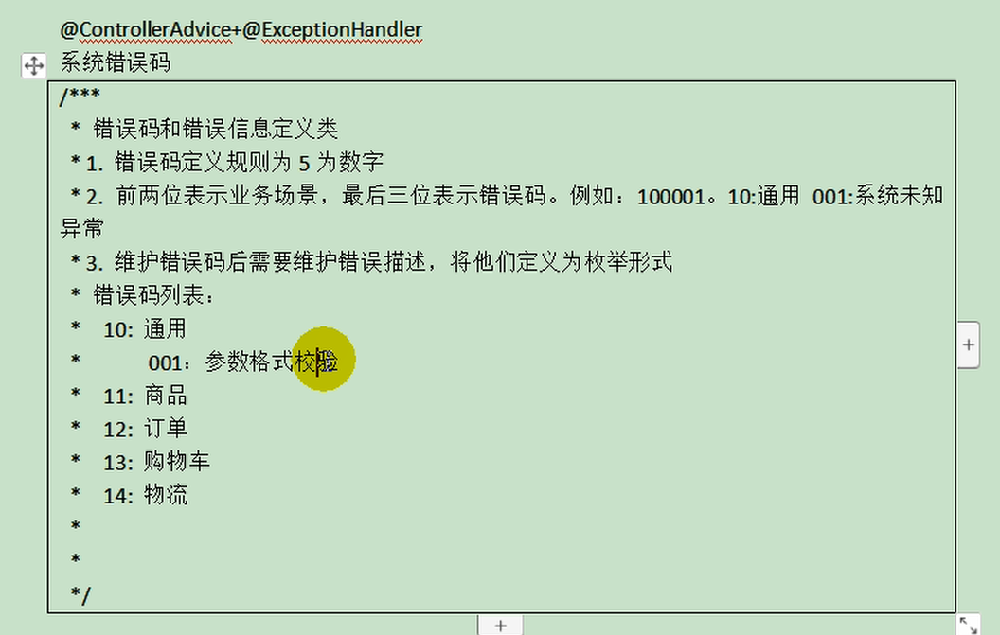 @ControllerAdvice+@ExceptionHandler
系统错误码
/***
* 错误码和错误信息定义类
* 1. 错误码定义规则为 5 为数字
* 2. 前两位表示业务场景，最后三位表示错误码。例如：100001。10:通用 001:系统未知
异常
* 3. 维护错误码后需要维护错误描述，将他们定义为枚举形式
* 错误码列表：
* 10: 通用
* 001：参数格式校验
* 11: 商品
* 12: 订单
* 13: 购物车
* 14: 物流
*
*
*/